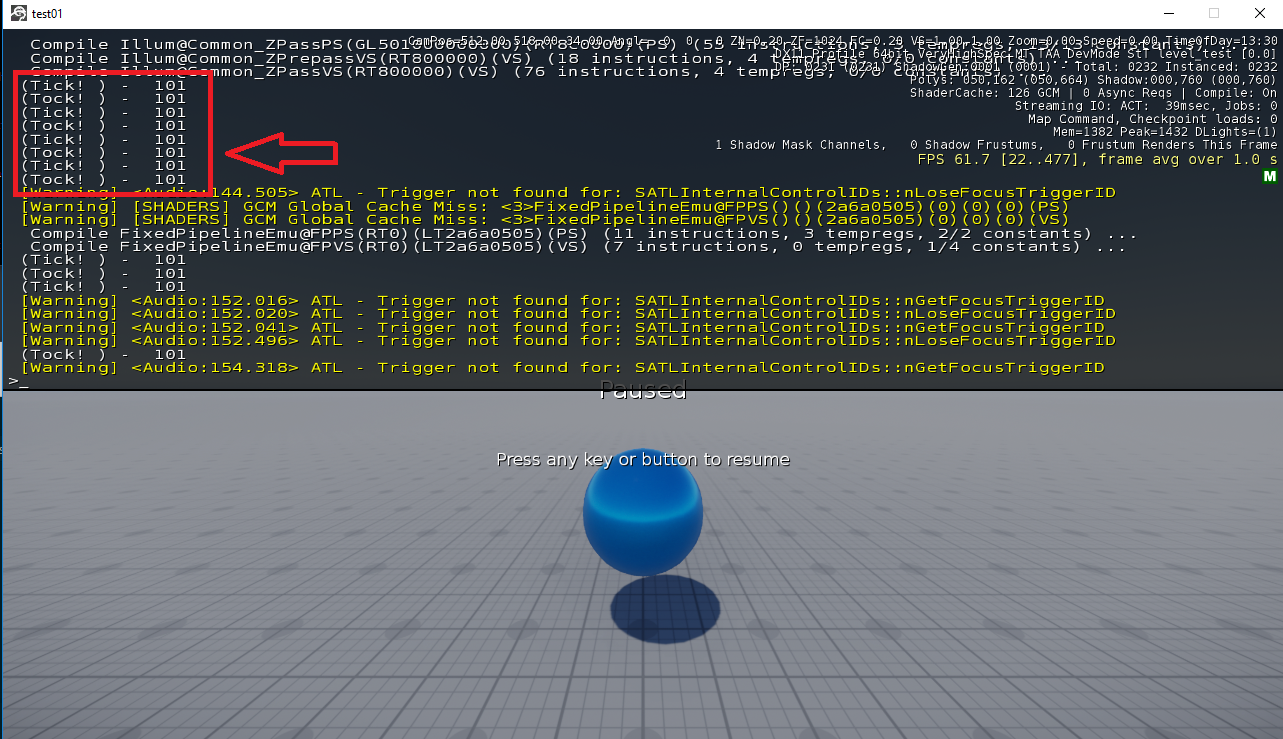 test01
Compile Illum@Common_ZPassPS(GL501800000000)(RT8C0000)(PS) (55 instructions, tempregs, constants)
CamPos=512.00 518.00 34.00 Angl= 0 0 0 ZN=0.20 ZF=1024 FC=0.20 VS=1.00,1.00 Zoom=0.00 Speed=0.00 TimeOfDay=13:30
Compile Illum@Common_ZPrepassVS(RT800000)(VS) (18 instructions, 4 tempregs, 0/0 constants) ...
DX11 Profile 64bit VeryHighSpec MT TAA DevMode St1 level_test [0.0]
Compile Illum@Common_ZPassVS(RT800000)(VS) (76 instructions, 4 tempregs, 0/0 constants) ...
DP: 0231 (0231) ShadowGen:0001 (0001) - Total: 0232 Instanced: 0232
Polys: 050,162 (050,664) Shadow:000,760 (000,760)
ShaderCache: 126 GCM | 0 Async Reqs | Compile: On
Streaming IO: ACT: 39msec, Jobs: 0
Map Command, Checkpoint loads: 0
Mem=1382 Peak=1432 DLights=(1)
1 Shadow Mask Channels, 0 Shadow Frustums, 0 Frustum Renders This Frame
FPS 61.7 [22..477], frame avg over 1.0 s
M
(Tick! ) - 101
(Tick! ) - 101
(Tick! ) - 101
(Tick! ) - 101
(Tick! ) - 101
(Tick! ) - 101
(Tick! ) - 101
(Tick! ) - 101
[Warning] <Audio:144.505> ATL - Trigger not found for: SATLInternalControlIDs::nLoseFocusTriggerID
[Warning] [SHADERS] GCM Global Cache Miss: <3>FixedPipelineEmu@FPPS()()(2a6a0505)(0)(0)(0)(PS)
[Warning] [SHADERS] GCM Global Cache Miss: <3>FixedPipelineEmu@FPVS()()(2a6a0505)(0)(0)(0)(VS)
Compile FixedPipelineEmu@FPPS(RT0)(LT2a6a0505)(PS) (11 instructions, 3 tempregs, 2/2 constants) ...
Compile FixedPipelineEmu@FPVS(RT0)(LT2a6a0505)(VS) (7 instructions, 0 tempregs, 1/4 constants) ...
(Tick! ) - 101
(Tock! ) - 101
(Tock! ) - 101
[Warning] <Audio:152.016> ATL - Trigger not found for: SATLInternalControlIDs::nGetFocusTriggerID
[Warning] <Audio:152.020> ATL - Trigger not found for: SATLInternalControlIDs::nLoseFocusTriggerID
[Warning] <Audio:152.041> ATL - Trigger not found for: SATLInternalControlIDs::nGetFocusTriggerID
[Warning] <Audio:152.496> ATL - Trigger not found for: SATLInternalControlIDs::nLoseFocusTriggerID
(Tock! ) - 101
[Warning] <Audio:154.318> ATL - Trigger not found for: SATLInternalControlIDs::nGetFocusTriggerID
>_
Paused
Press any key or button to resume